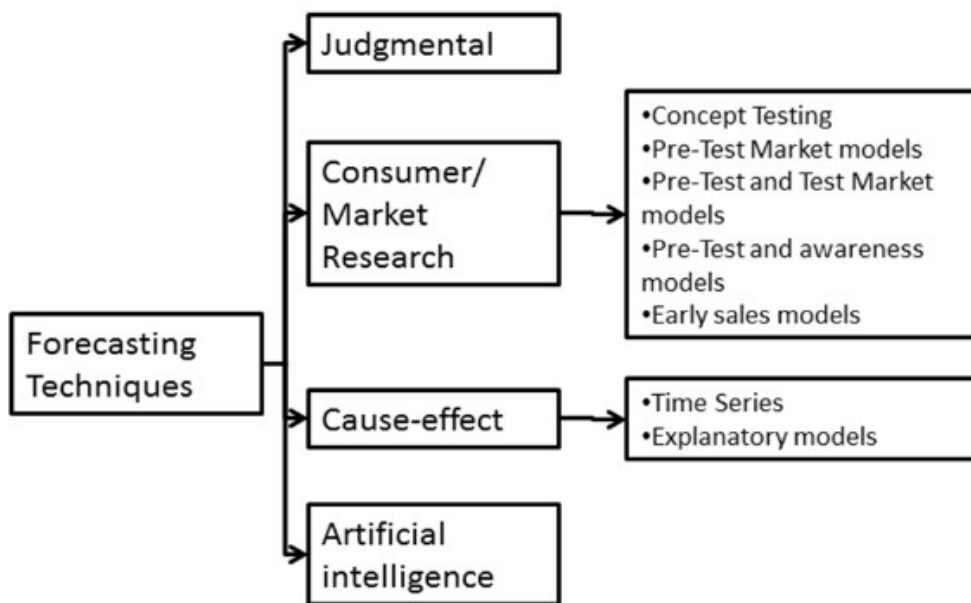 Judgmental
Consumer/
Market
Research
•Concept Testing
•Pre-Test Market models
•Pre-Test and Test Market
models
•Pre-Test and awareness
models
•Early sales models
Forecasting
Techniques
Cause-effect
•Time Series
•Explanatory models
Artificial
intelligence